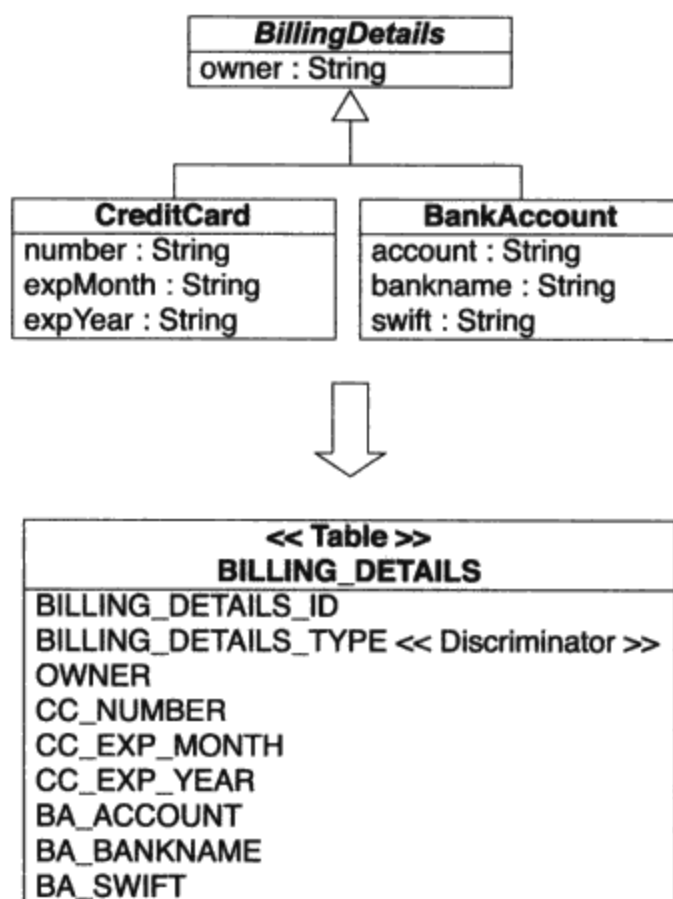 BillingDetails
owner : String
CreditCard
number : String
expMonth : String
expYear : String
BankAccount
account : String
bankname : String
swift : String
<< Table >>
BILLING_DETAILS
BILLING_DETAILS_ID
BILLING_DETAILS_TYPE << Discriminator >>
OWNER
CC_NUMBER
CC_EXP_MONTH
CC_EXP_YEAR
BA_ACCOUNT
BA_BANKNAME
BA_SWIFT